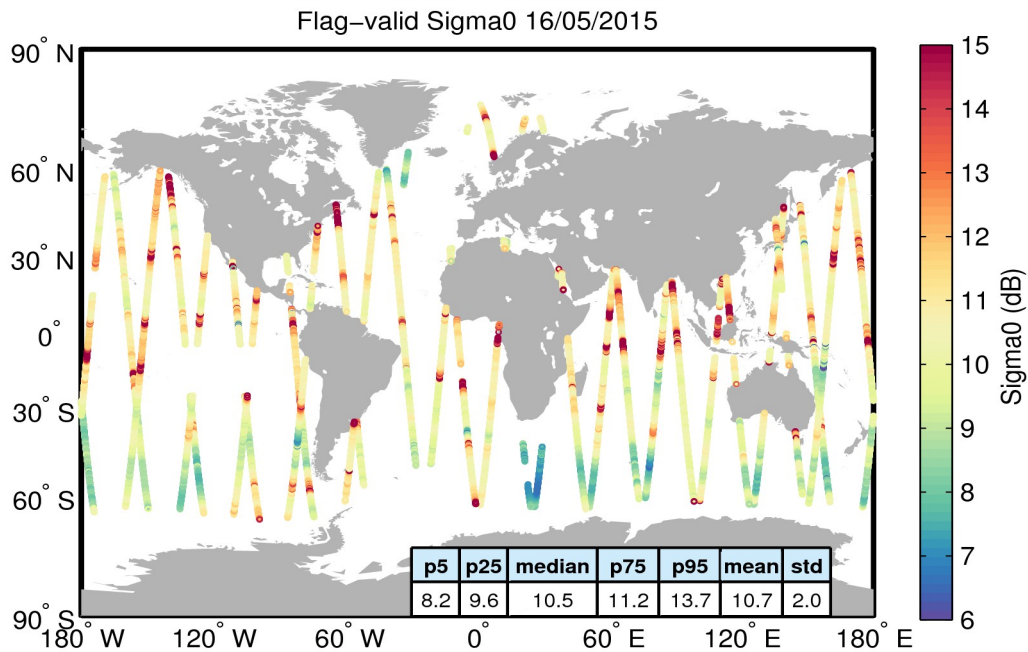 Flag−valid Sigma0 16/05/2015
90° N
60° N
30° N
0°
30° S
60° S
90° S
180° W
120° W
60° W
0°
60° E
120° E
180° E
p5 p25 median p75 p95 mean std
8.2 9.6 10.5 11.2 13.7 10.7 2.0
15
14
13
12
11
10
9
8
7
6
Sigma0 (dB)